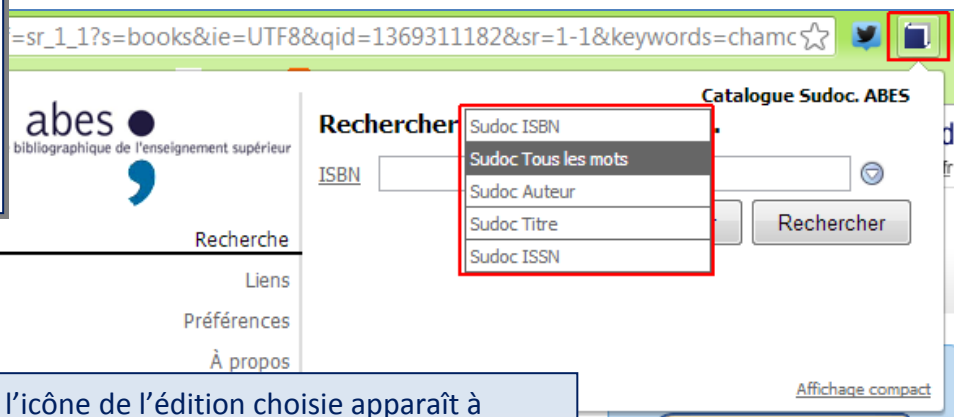 =sr_1_1?s=books&ie=UTF8&qid=1369311182&sr=1-1&keywords=chamc
Catalogue Sudoc. ABES
abes
bibliographique de l'enseignement supérieur
Rechercher
Sudoc ISBN
Sudoc Tous les mots
Sudoc Auteur
Sudoc Titre
Sudoc ISSN
ISBN
Rechercher
Recherche
Liens
Préférences
À propos
Affichage compact
l'icône de l'édition choisie apparaît à